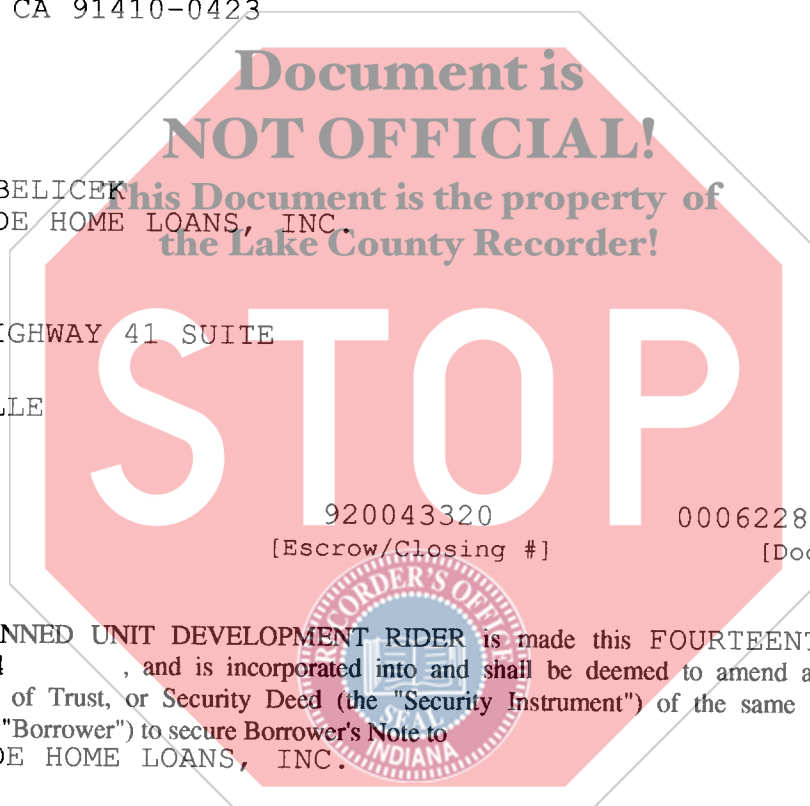 CA 91410-0423
Document is
NOT OFFICIAL!
BELICEK
This Document is the property of
DE HOME LOANS, INC.
the Lake County Recorder!
IGHWAY 41 SUITE
LLE
STOP
920043320 0006228
[Escrow/Closing #] [Doc
RECORDER'S OFFICE
NNED UNIT DEVELOPMENT RIDER is made this FOURTEENT
, and is incorporated into and shall be deemed to amend a
of Trust, or Security Deed (the "Security Instrument") of the same
SEAL
"Borrower") to secure Borrower's Note to
INDIANA
DE HOME LOANS, INC.